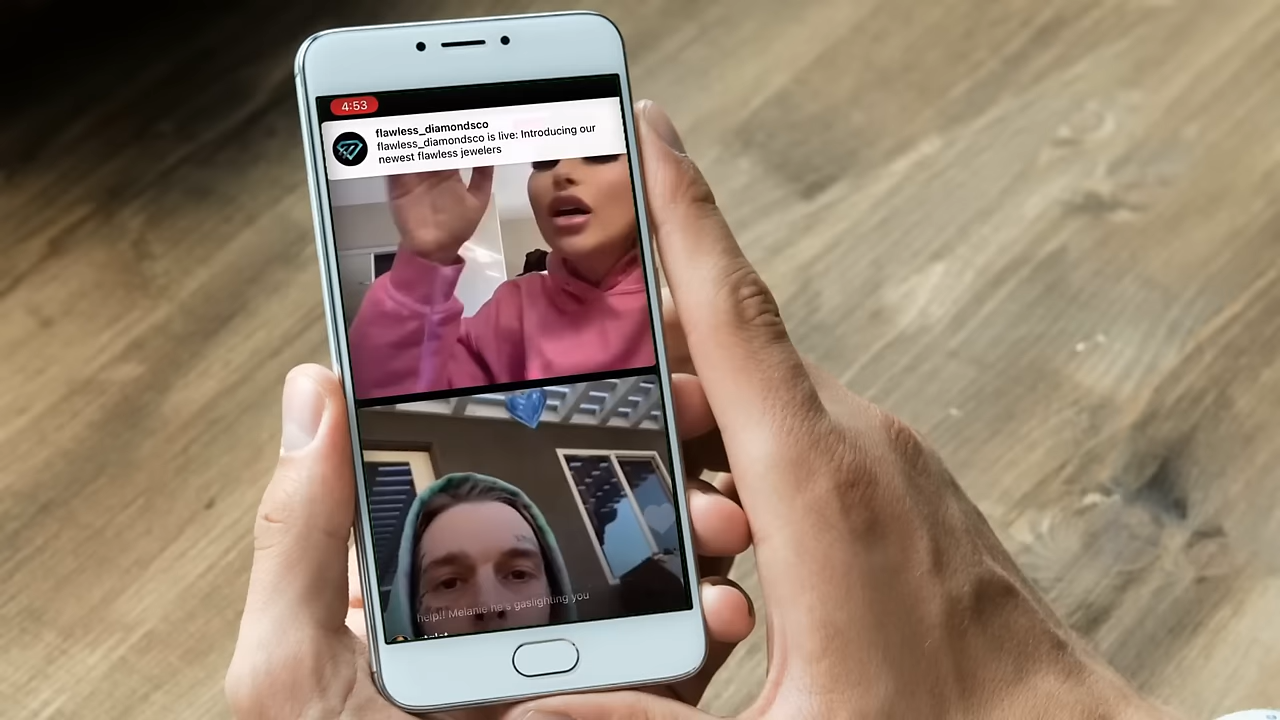 4:53
flawless_diamondsco
flawless_diamondsco is live: Introducing our
newest flawless jewelers
help!! Melanie he's gaslighting you